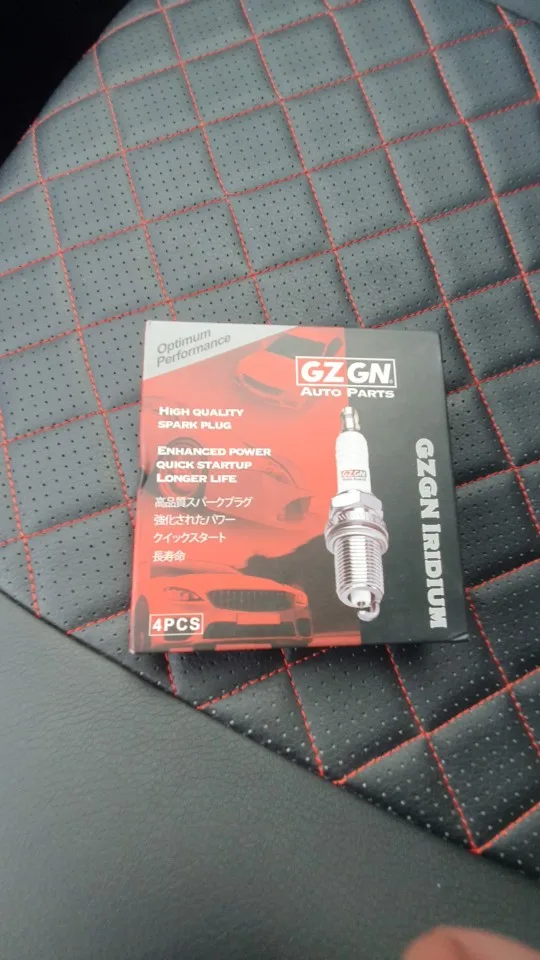 Optimum
Performance
GZGN®
AUTO PARTS
HIGH QUALITY
SPARK PLUG
ENHANCED POWER
QUICK STARTUP
LONGER LIFE
高品質スパークプラグ
強化されたパワー
クイックスタート
長寿命
4PCS
GZGN
GZGN IRIDIUM